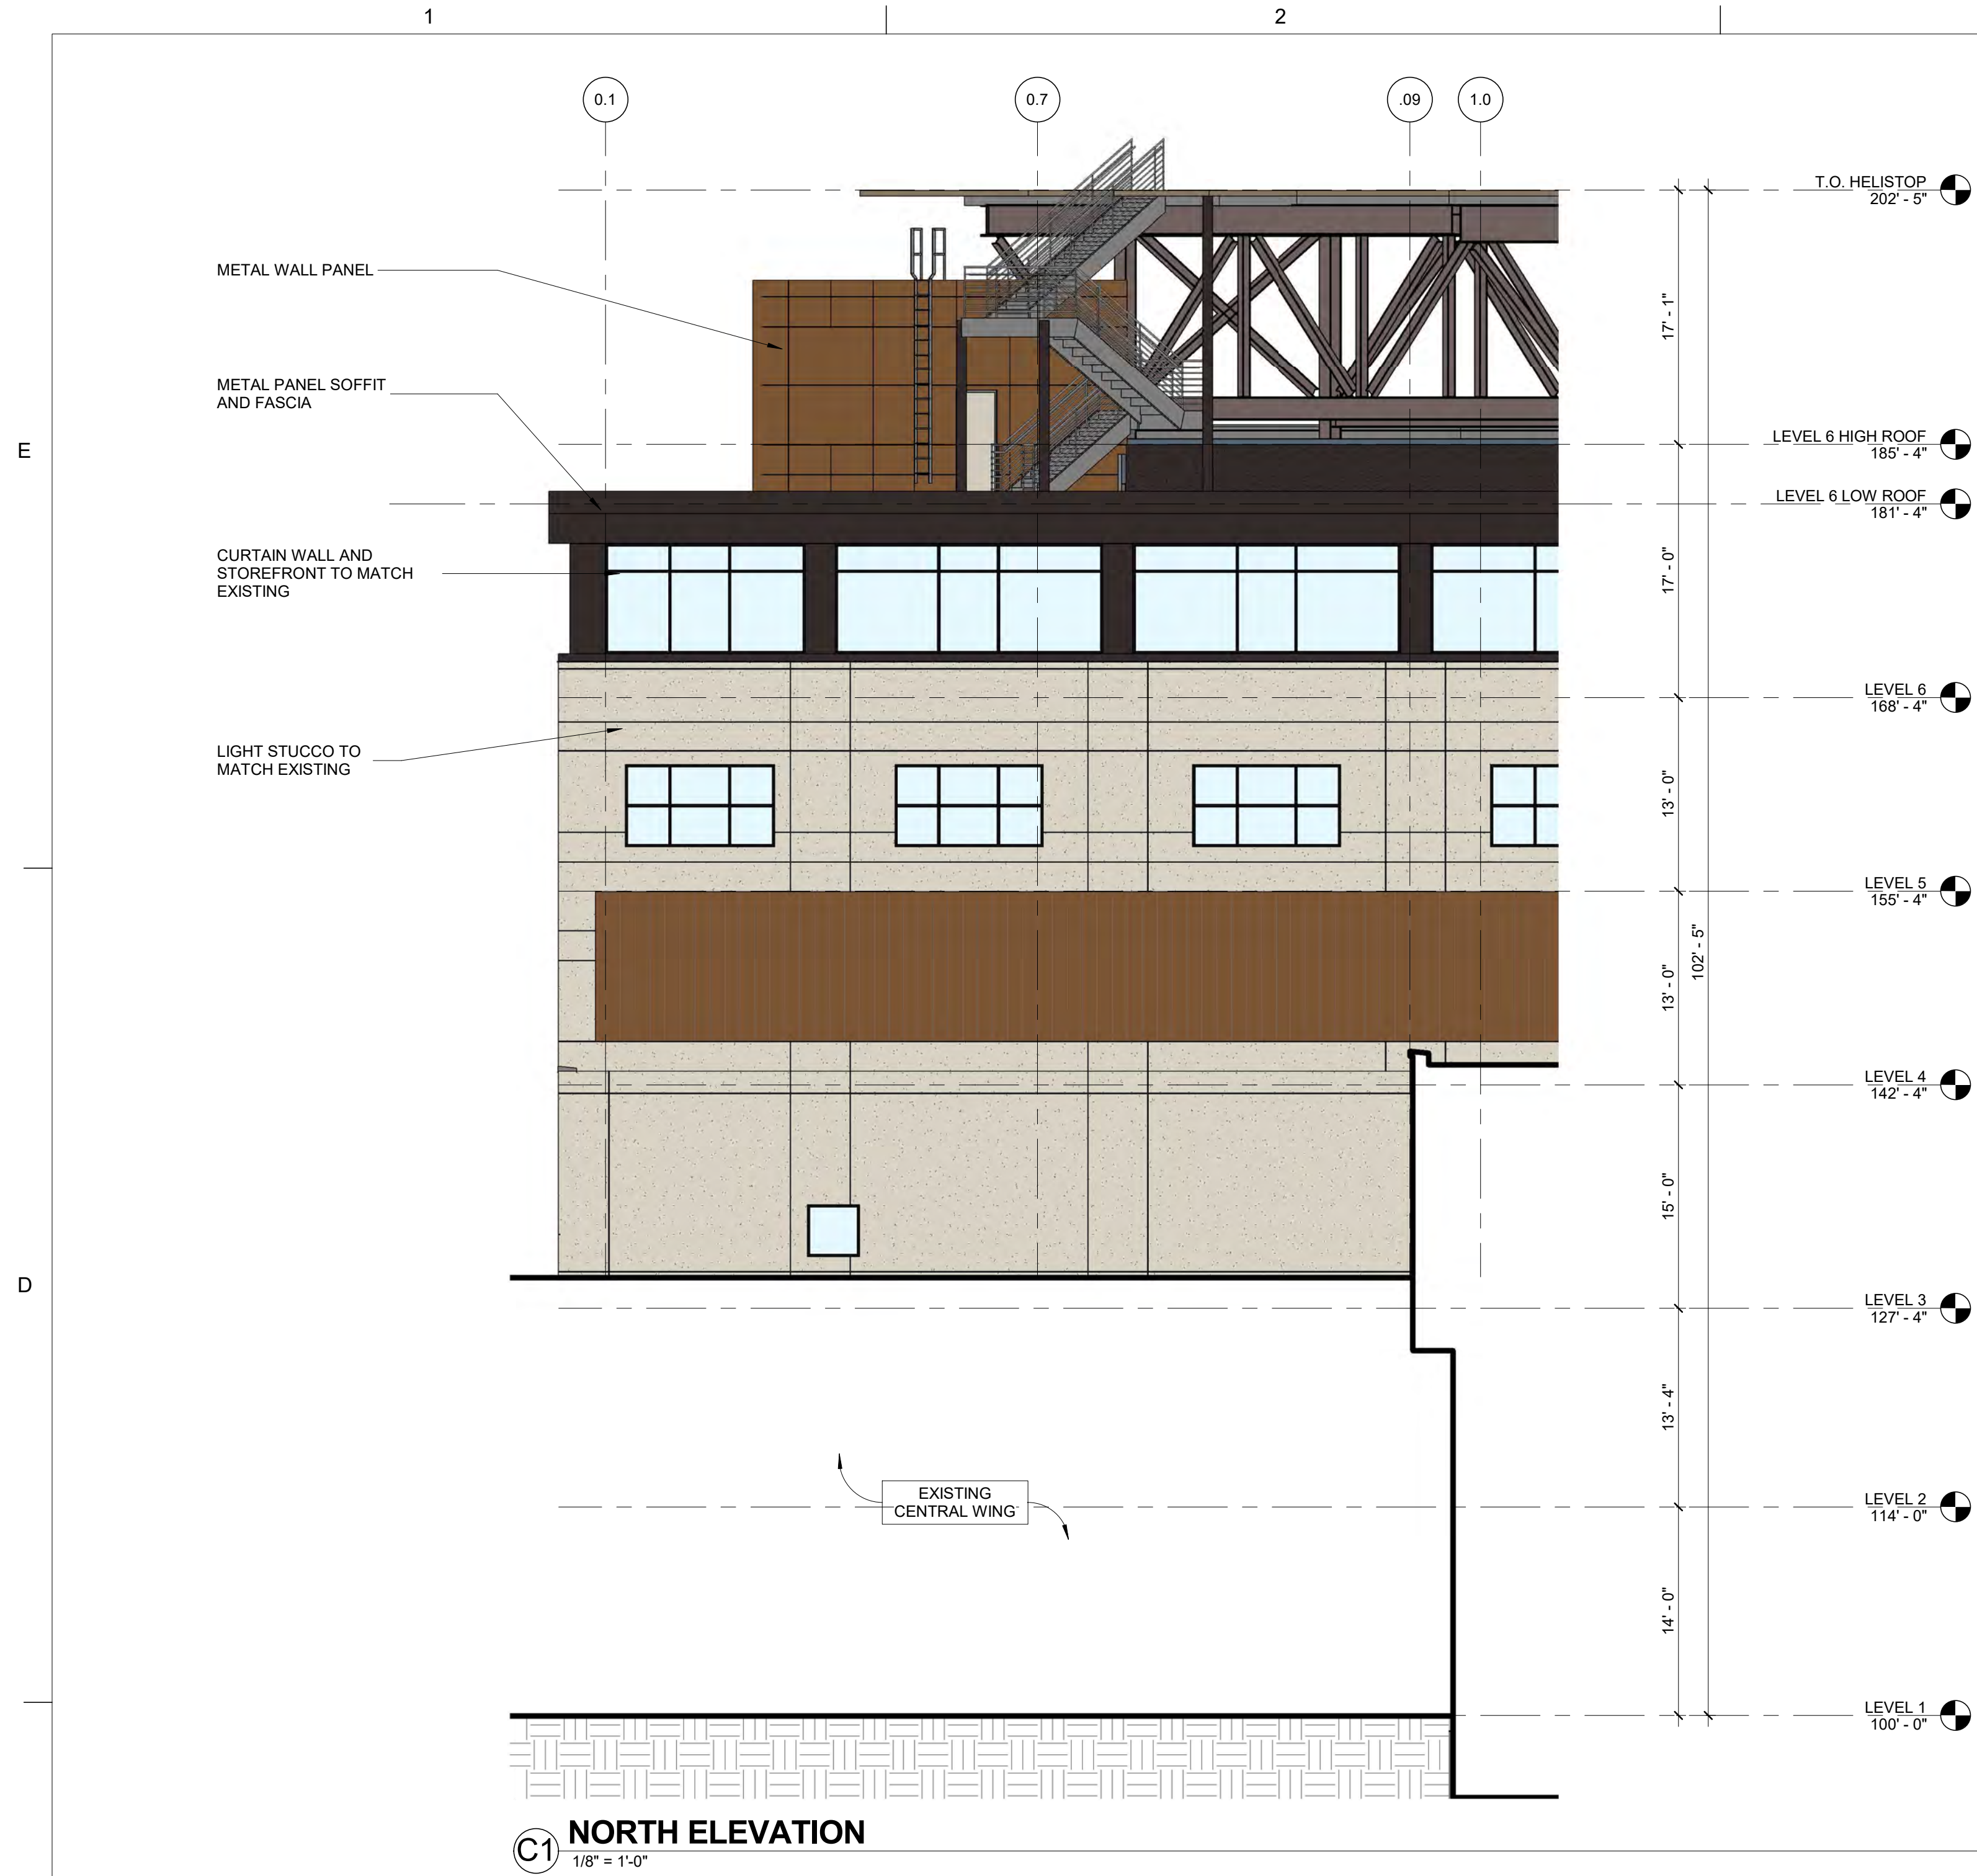 1
2
0.1
0.7
.09
1.0
T.O. HELISTOP
202' - 5"
METAL WALL PANEL
17' - 1"
METAL PANEL SOFFIT
AND FASCIA
E
LEVEL 6 HIGH ROOF
185' - 4"
LEVEL 6 LOW ROOF
181' - 4"
CURTAIN WALL AND
STOREFRONT TO MATCH
EXISTING
17' - 0"
LEVEL 6
168' - 4"
LIGHT STUCCO TO
MATCH EXISTING
13' - 0"
LEVEL 5
155' - 4"
102' - 5"
13' - 0"
LEVEL 4
142' - 4"
15' - 0"
D
LEVEL 3
127' - 4"
13' - 4"
EXISTING
CENTRAL WING
LEVEL 2
114' - 0"
14' - 0"
LEVEL 1
100' - 0"
C1
NORTH ELEVATION
1/8" = 1'-0"